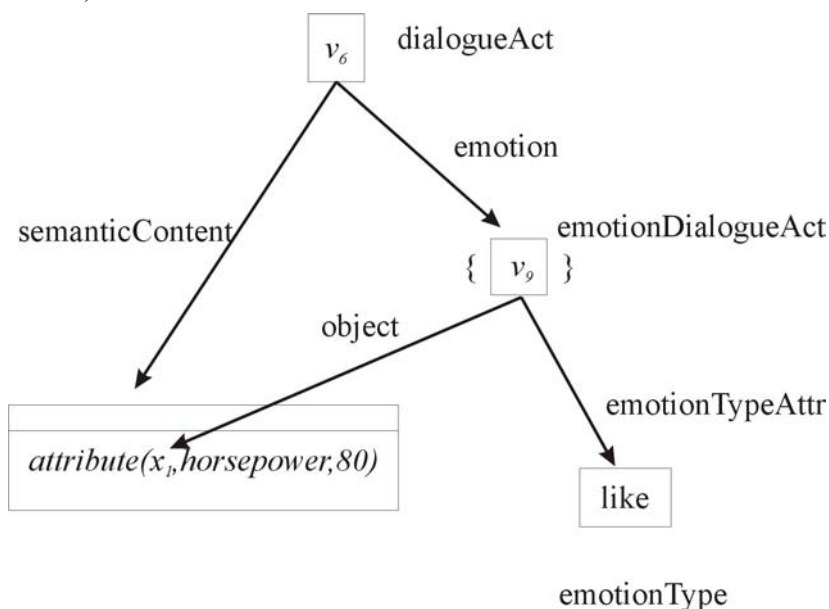 v₆ dialogueAct
emotion
semanticContent
emotionDialogueAct
{ v₉ }
object
emotionTypeAttr
attribute(x₁,horsepower,80)
like
emotionType